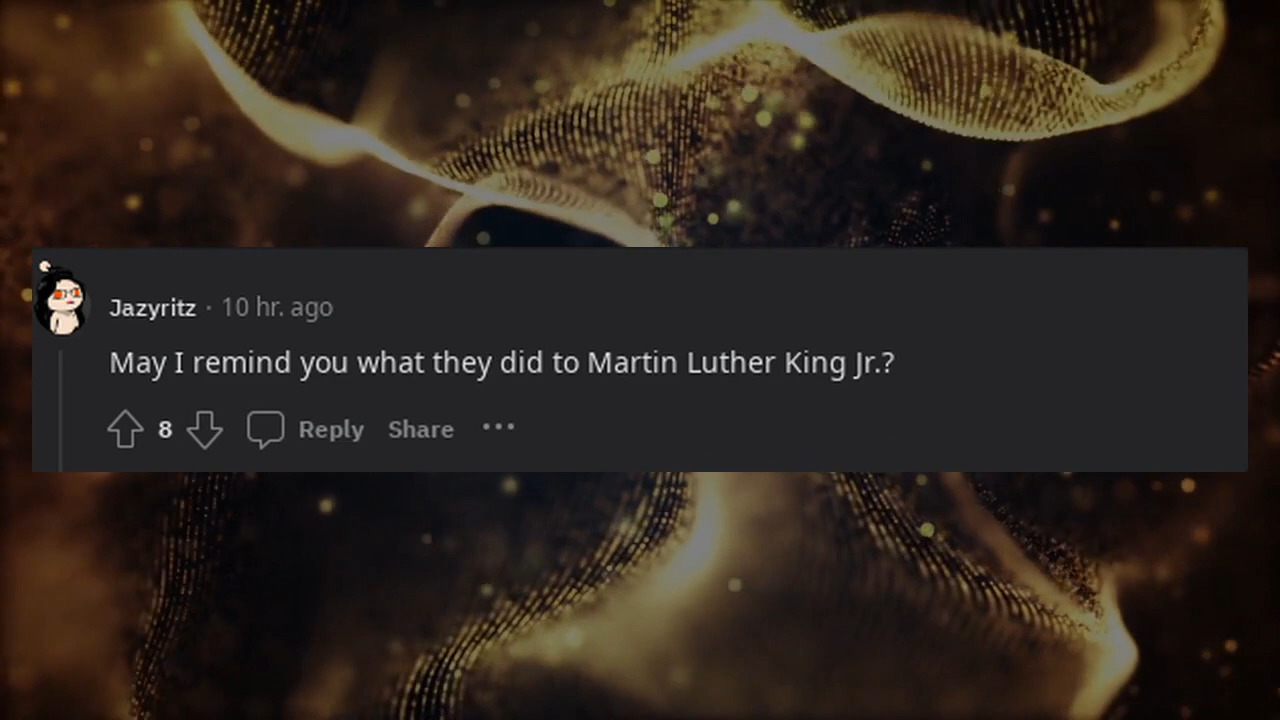 Jazyritz · 10 hr. ago
May I remind you what they did to Martin Luther King Jr.?
8 Reply Share ···